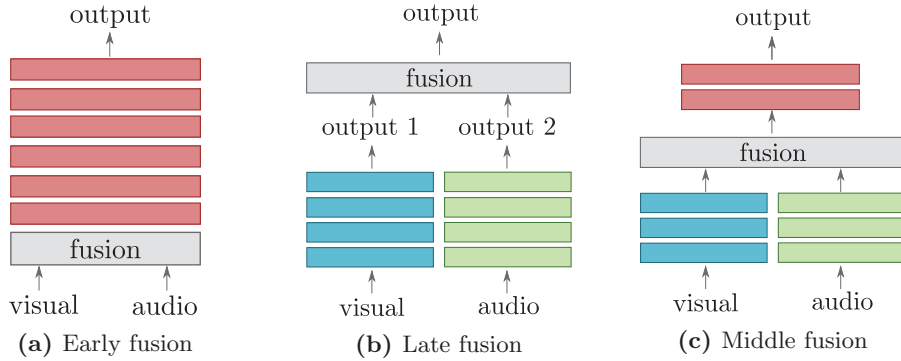 output
fusion
visual
audio
(a) Early fusion
output
fusion
output 1
output 2
visual
audio
(b) Late fusion
output
fusion
visual
audio
(c) Middle fusion